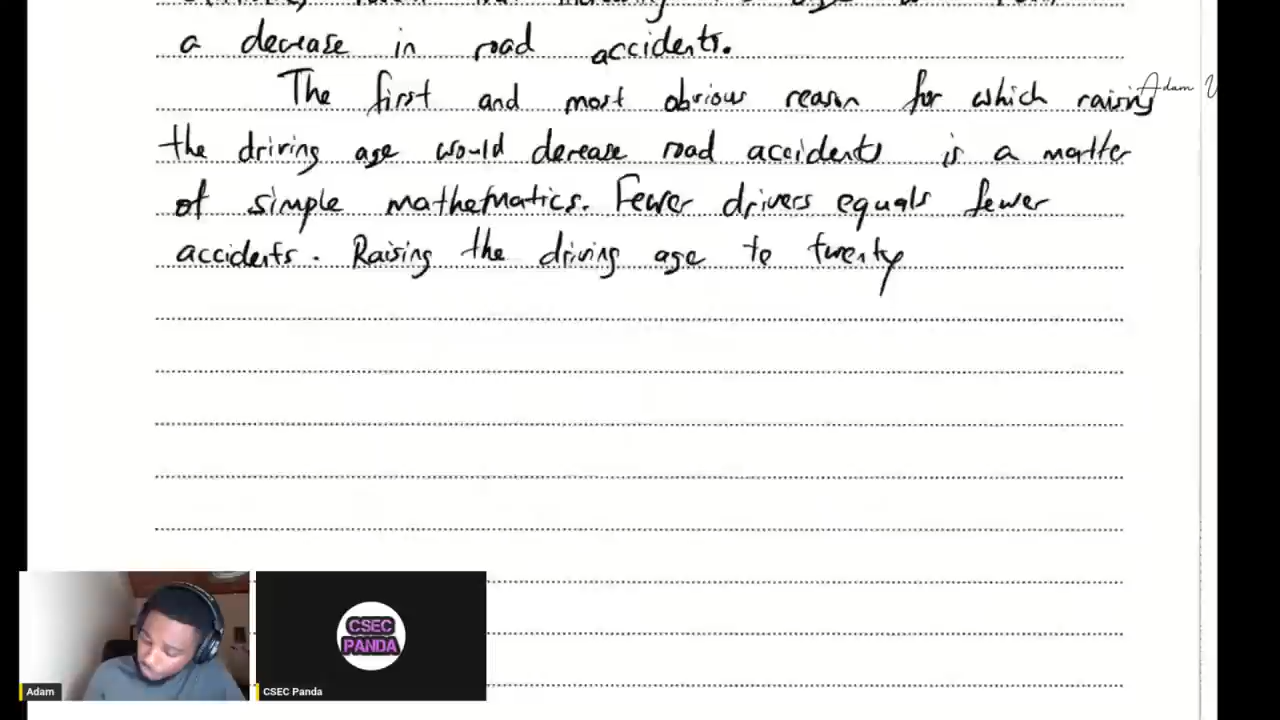 a decrease in road accidents.
The first and most obvious reason for which raising
Adam
the driving age would decrease road accidents is a matter
of simple mathematics. Fewer drivers equals fewer
accidents. Raising the driving age to twenty
CSEC
PANDA
Adam
CSEC Panda